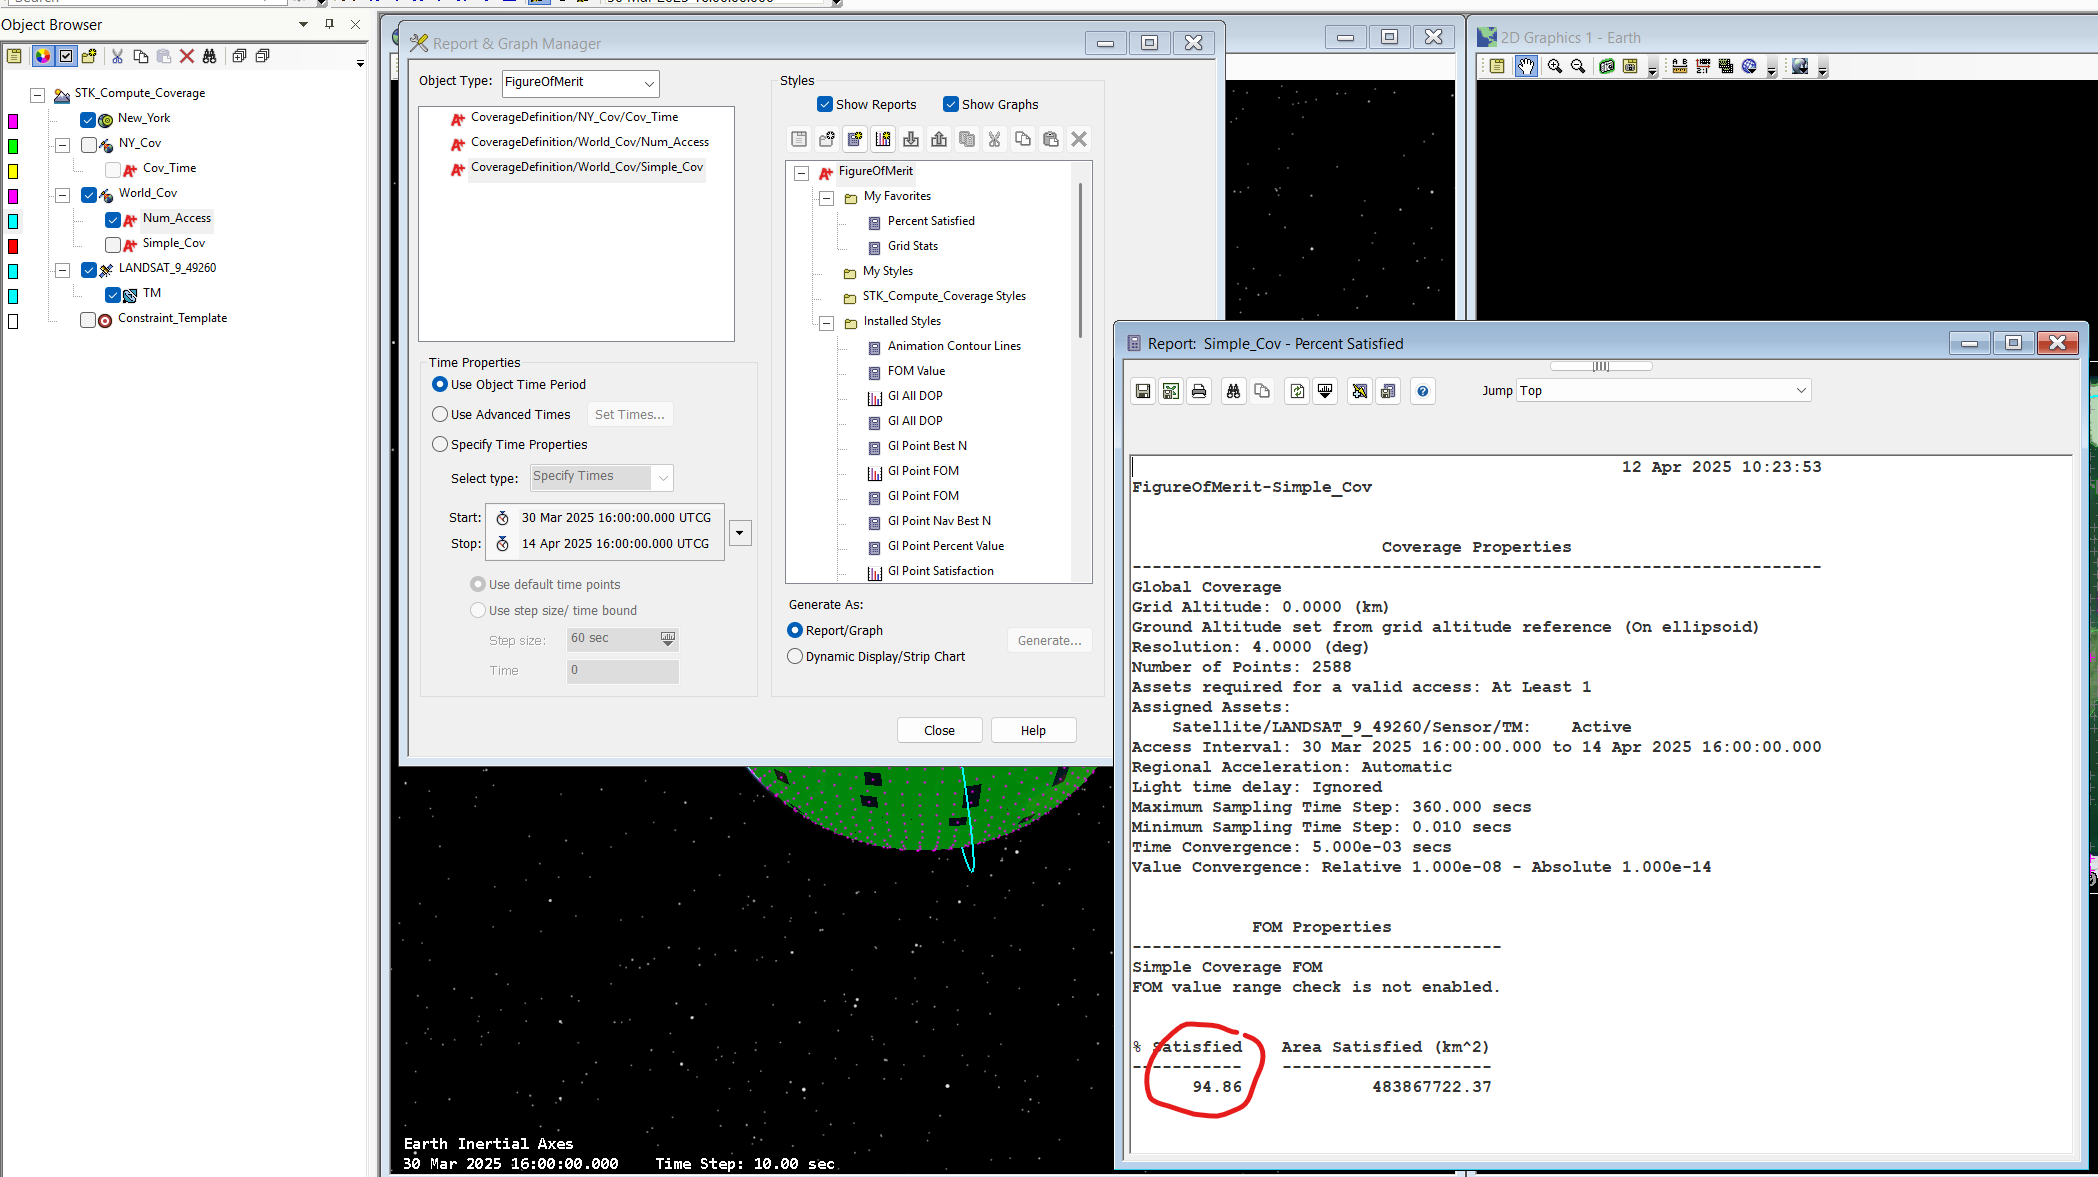 Object Browser
STK_Compute_Coverage
New_York
NY_Cov
Cov_Time
World_Cov
Num_Access
Simple_Cov
LANDSAT_9_49260
TM
Constraint_Template
Report & Graph Manager
Object Type: FigureOfMerit
CoverageDefinition/NY_Cov/Cov_Time
CoverageDefinition/World_Cov/Num_Access
CoverageDefinition/World_Cov/Simple_Cov
Time Properties
Use Object Time Period
Use Advanced Times Set Times...
Specify Time Properties
Select type: Specify Times
Start: 30 Mar 2025 16:00:00.000 UTCG
Stop: 14 Apr 2025 16:00:00.000 UTCG
Use default time points
Use step size/ time bound
Step size: 60 sec
Time 0
Styles
Show Reports Show Graphs
FigureOfMerit
My Favorites
Percent Satisfied
Grid Stats
My Styles
STK_Compute_Coverage Styles
Installed Styles
Animation Contour Lines
FOM Value
GI All DOP
GI All DOP
GI Point Best N
GI Point FOM
GI Point FOM
GI Point Nav Best N
GI Point Percent Value
GI Point Satisfaction
Generate As:
Report/Graph
Generate...
Dynamic Display/Strip Chart
Close Help
Earth Inertial Axes
30 Mar 2025 16:00:00.000 Time Step: 10.00 sec
2D Graphics 1 - Earth
Report: Simple_Cov - Percent Satisfied
Jump Top
12 Apr 2025 10:23:53
FigureOfMerit-Simple_Cov
Coverage Properties
Global Coverage
Grid Altitude: 0.0000 (km)
Ground Altitude set from grid altitude reference (On ellipsoid)
Resolution: 4.0000 (deg)
Number of Points: 2588
Assets required for a valid access: At Least 1
Assigned Assets:
Satellite/LANDSAT_9_49260/Sensor/TM: Active
Access Interval: 30 Mar 2025 16:00:00.000 to 14 Apr 2025 16:00:00.000
Regional Acceleration: Automatic
Light time delay: Ignored
Maximum Sampling Time Step: 360.000 secs
Minimum Sampling Time Step: 0.010 secs
Time Convergence: 5.000e-03 secs
Value Convergence: Relative 1.000e-08 - Absolute 1.000e-14
FOM Properties
Simple Coverage FOM
FOM value range check is not enabled.
% Satisfied Area Satisfied (km^2)
94.86 483867722.37